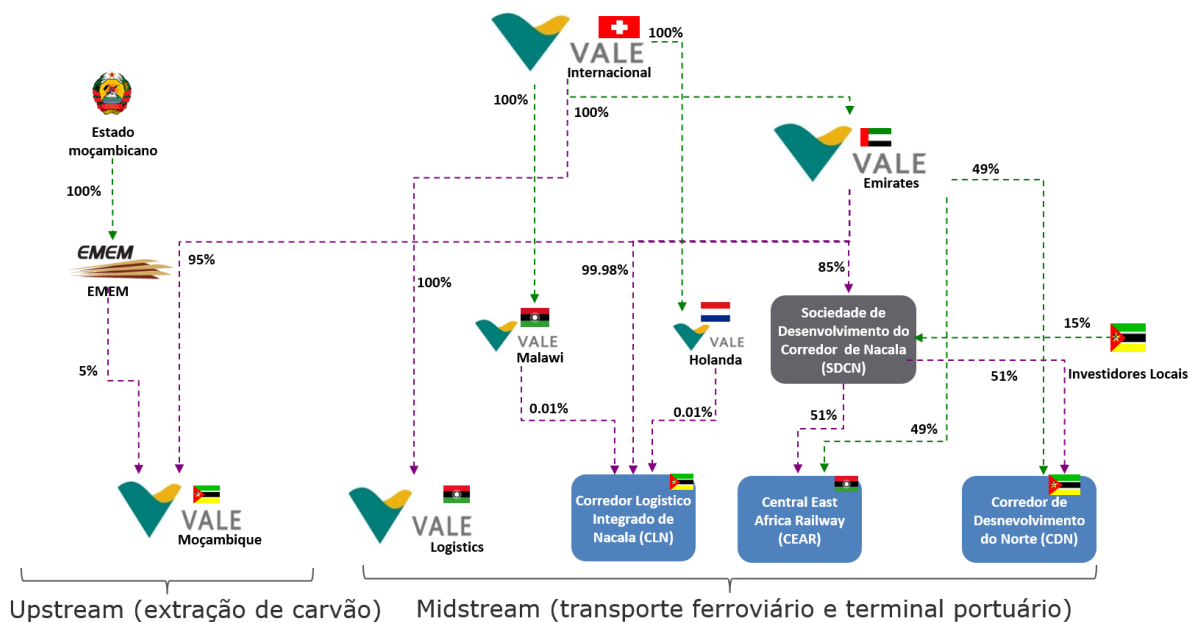 VALE
Internacional
100%
100%
100%
Estado
moçambicano
100%
EMEM
EMEM
VALE
Emirates
49%
95%
100%
99.98%
85%
VALE
Malawi
VALE
Holanda
Sociedade de
Desenvolvimento do
Corredor de Nacala
(SDCN)
15%
Investidores Locais
5%
0.01%
0.01%
51%
51%
49%
VALE
Moçambique
VALE
Logistics
Corredor Logistico
Integrado de
Nacala (CLN)
Central East
Africa Railway
(CEAR)
Corredor de
Desnevolvimento
do Norte (CDN)
Upstream (extração de carvão)
Midstream (transporte ferroviário e terminal portuário)